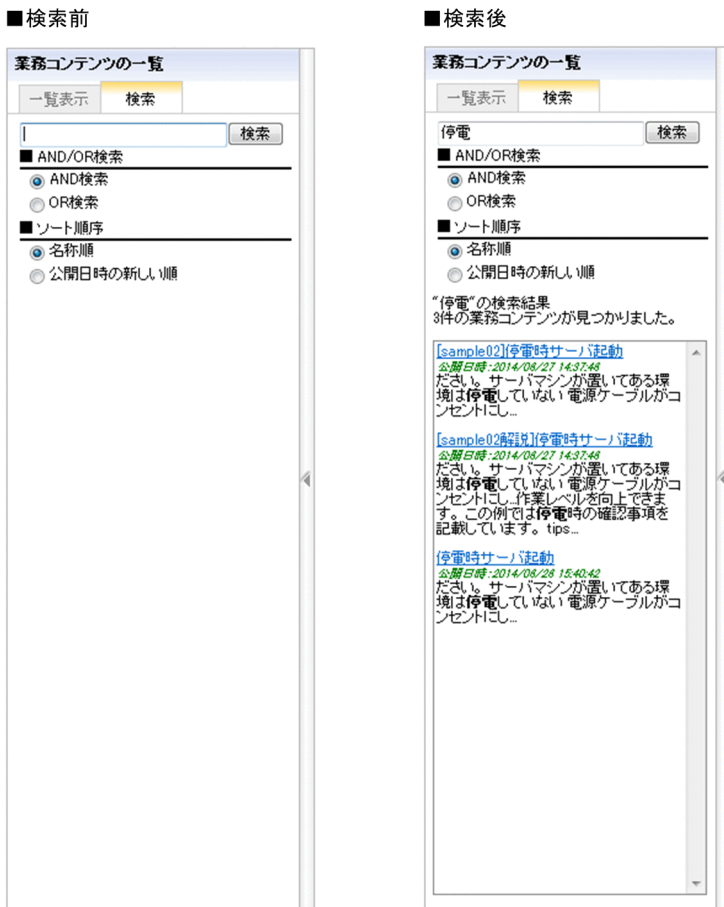 ■検索前
業務コンテンツの一覧
一覧表示
検索
検索
■ AND/OR検索
AND検索
OR検索
■ ソート順序
名称順
公開日時の新しい順
■検索後
業務コンテンツの一覧
一覧表示
検索
停電
検索
■ AND/OR検索
AND検索
OR検索
■ ソート順序
名称順
公開日時の新しい順
"停電"の検索結果
3件の業務コンテンツが見つかりました。
[sample02]停電時サーバ起動
公開日時:2014/06/27 14:37:46
ださい。サーバマシンが置いてある環
境は停電していない 電源ケーブルがコ
ンセントにし...
[sample02解説]停電時サーバ起動
公開日時:2014/06/27 14:37:46
ださい。サーバマシンが置いてある環
境は停電していない 電源ケーブルがコ
ンセントにし...作業レベルを向上できま
す。この例では停電時の確認事項を
記載しています。tips...
停電時サーバ起動
公開日時:2014/06/26 15:40:42
ださい。サーバマシンが置いてある環
境は停電していない 電源ケーブルがコ
ンセントにし...